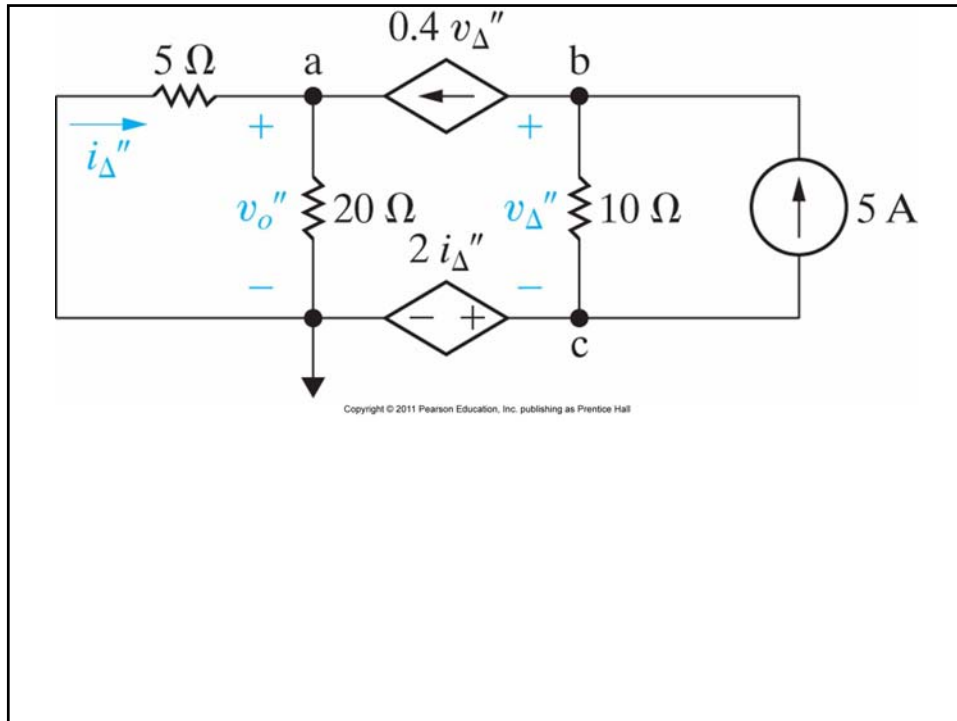 0.4 v_Δ″
5 Ω
a
b
+
+
i_Δ″
v_o″
20 Ω
v_Δ″
10 Ω
5 A
2 i_Δ″
−
− +
−
c
Copyright © 2011 Pearson Education, Inc. publishing as Prentice Hall